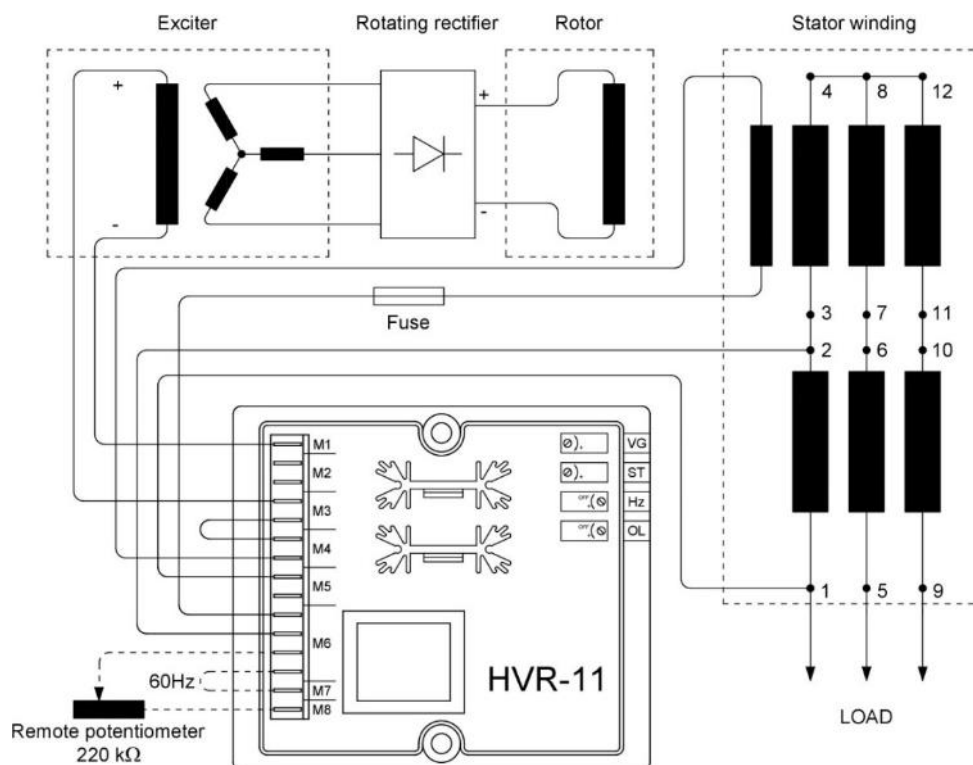 Exciter
Rotating rectifier
Rotor
Stator winding
+
-
+
-
4 8 12
3 7 11
2 6 10
1 5 9
Fuse
M1
M2
M3
M4
M5
M6
M7
M8
VG
ST
OFF Hz
OFF OL
60Hz
HVR-11
Remote potentiometer
220 kΩ
LOAD